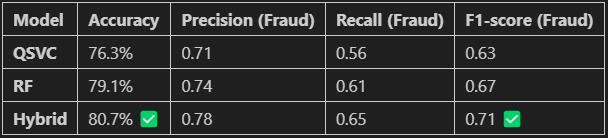 Model Accuracy Precision (Fraud) Recall (Fraud) F1-score (Fraud)
QSVC 76.3% 0.71 0.56 0.63
RF 79.1% 0.74 0.61 0.67
Hybrid 80.7% ✅ 0.78 0.65 0.71 ✅